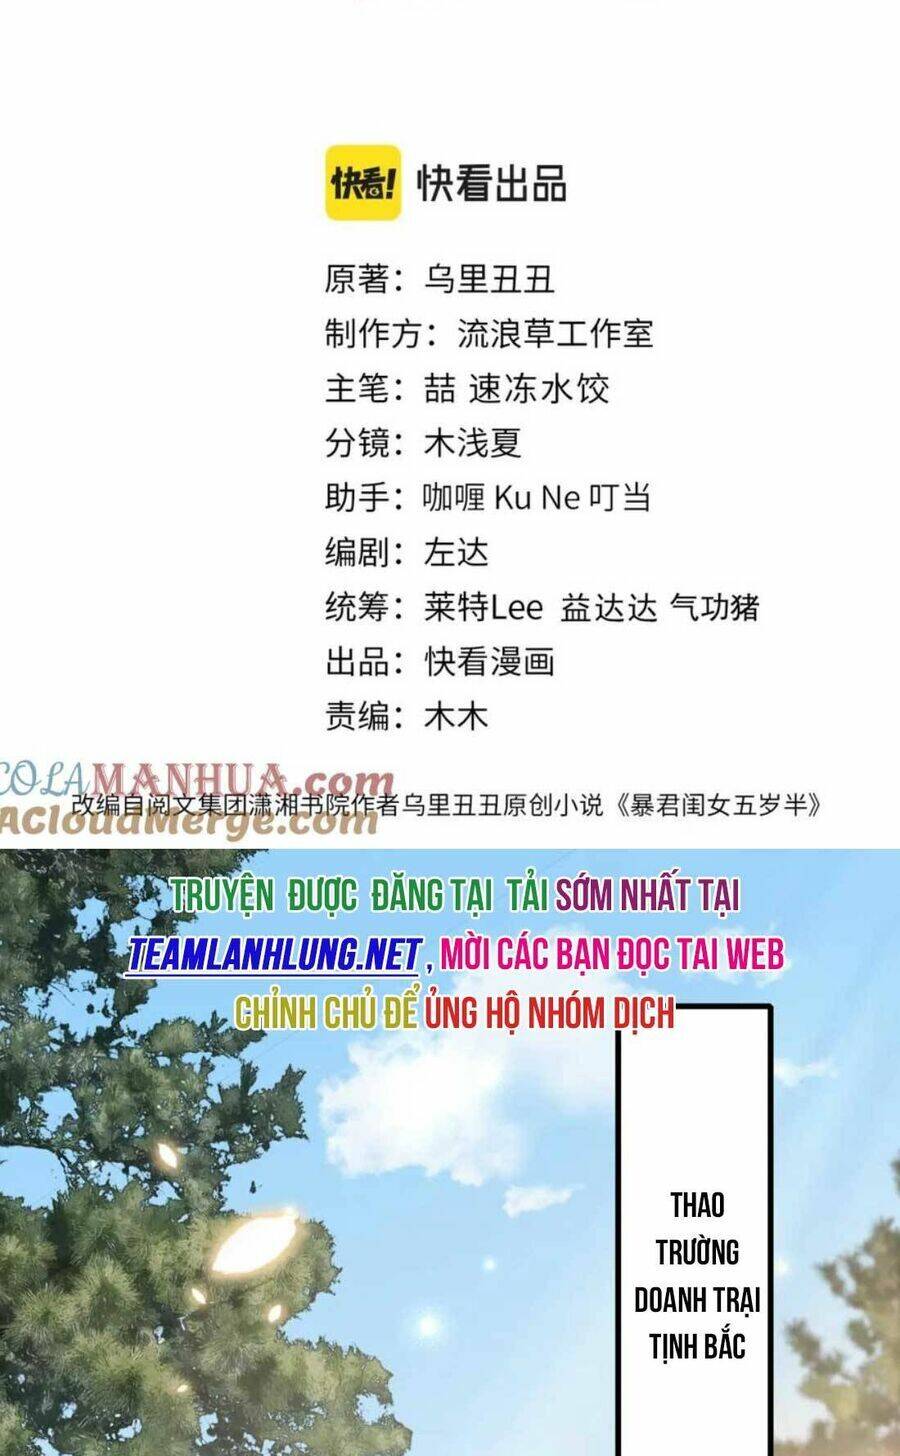 快看! 快看出品
原著：乌里丑丑
制作方：流浪草工作室
主笔：喆 速冻水饺
分镜：木浅夏
助手：咖喱 Ku Ne 叮当
编剧：左达
统筹：莱特Lee 益达达 气功猪
出品：快看漫画
责编：木木
COLAMANHUA.com
改编自阅文集团潇湘书院作者乌里丑丑原创小说《暴君闺女五岁半》
AcloudMerge.com
TRUYỆN ĐƯỢC ĐĂNG TẠI TẢI SỚM NHẤT TẠI
TEAMLANHLUNG.NET , MỜI CÁC BẠN ĐỌC TAI WEB
CHỈNH CHỦ ĐỂ ỦNG HỘ NHÓM DỊCH
THAO
TRƯỜNG
DOANH TRẠI
TỊNH BẮC